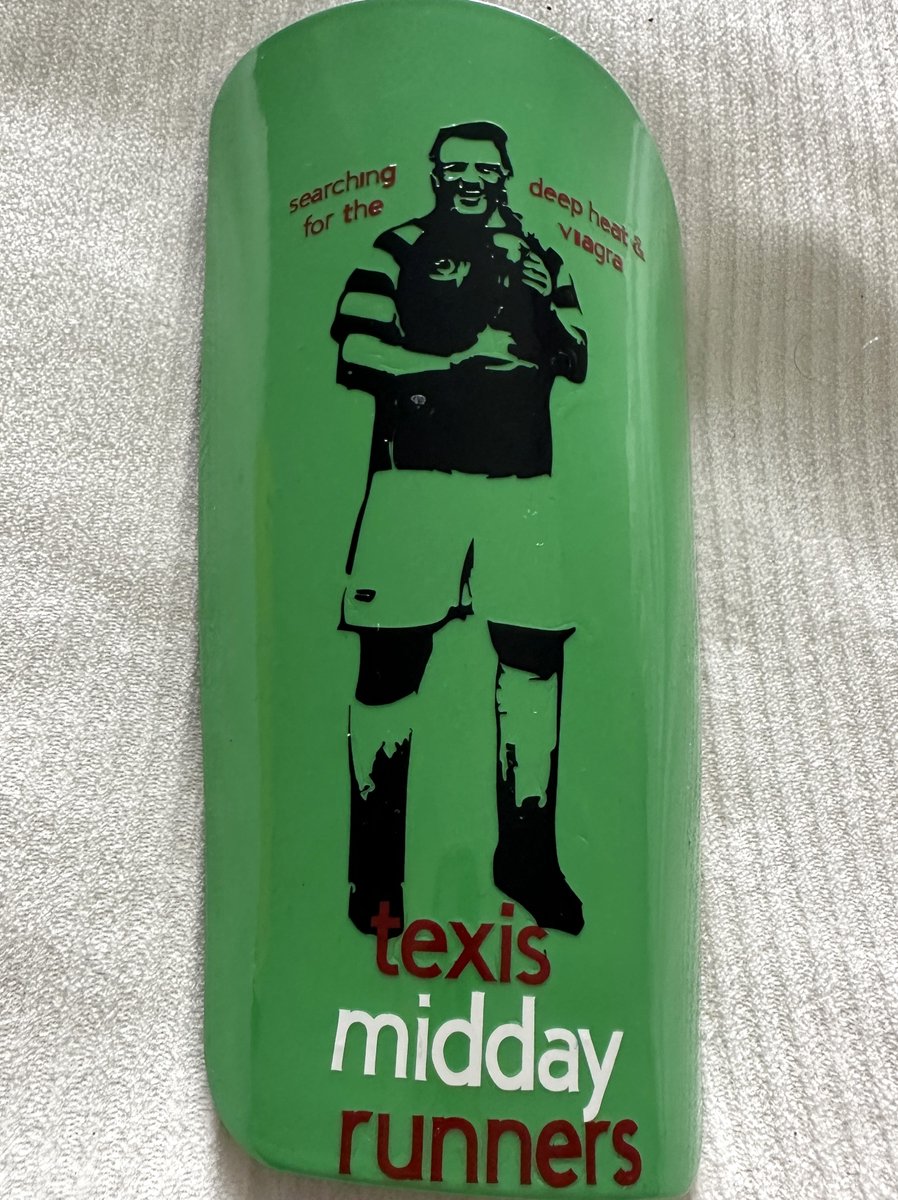 searching
for the
deep heat &
viagra
texis
midday
runners